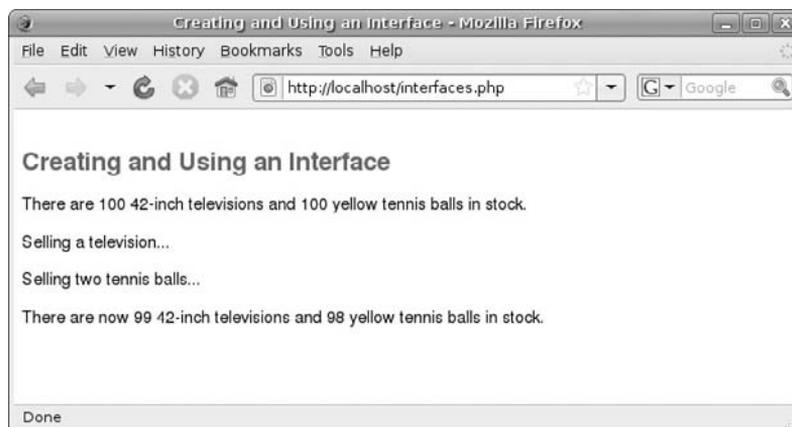 Creating and Using an Interface - Mozilla Firefox
File Edit View History Bookmarks Tools Help
http://localhost/interfaces.php G Google
Creating and Using an Interface
There are 100 42-inch televisions and 100 yellow tennis balls in stock.
Selling a television...
Selling two tennis balls...
There are now 99 42-inch televisions and 98 yellow tennis balls in stock.
Done